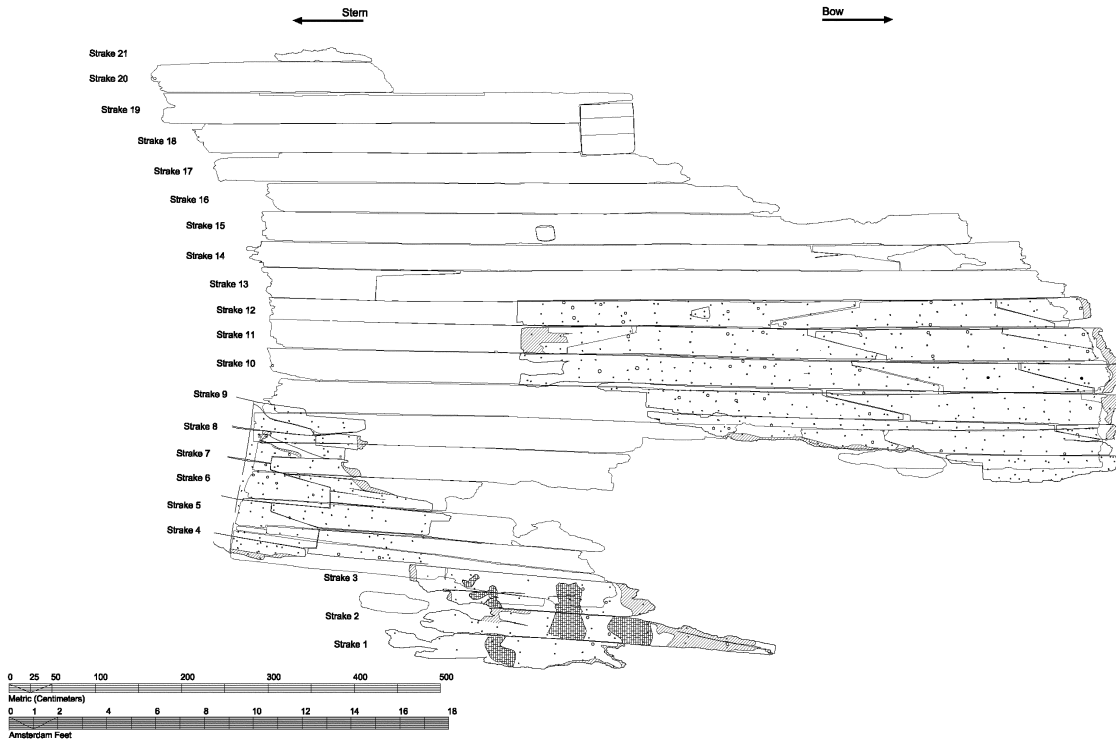 Stern
Bow
Strake 21
Strake 20
Strake 19
Strake 18
Strake 17
Strake 16
Strake 15
Strake 14
Strake 13
Strake 12
Strake 11
Strake 10
Strake 9
Strake 8
Strake 7
Strake 6
Strake 5
Strake 4
Strake 3
Strake 2
Strake 1
0 25 50 100 200 300 400 500
Metric (Centimeters)
0 1 2 4 6 8 10 12 14 16 18
Amsterdam Feet